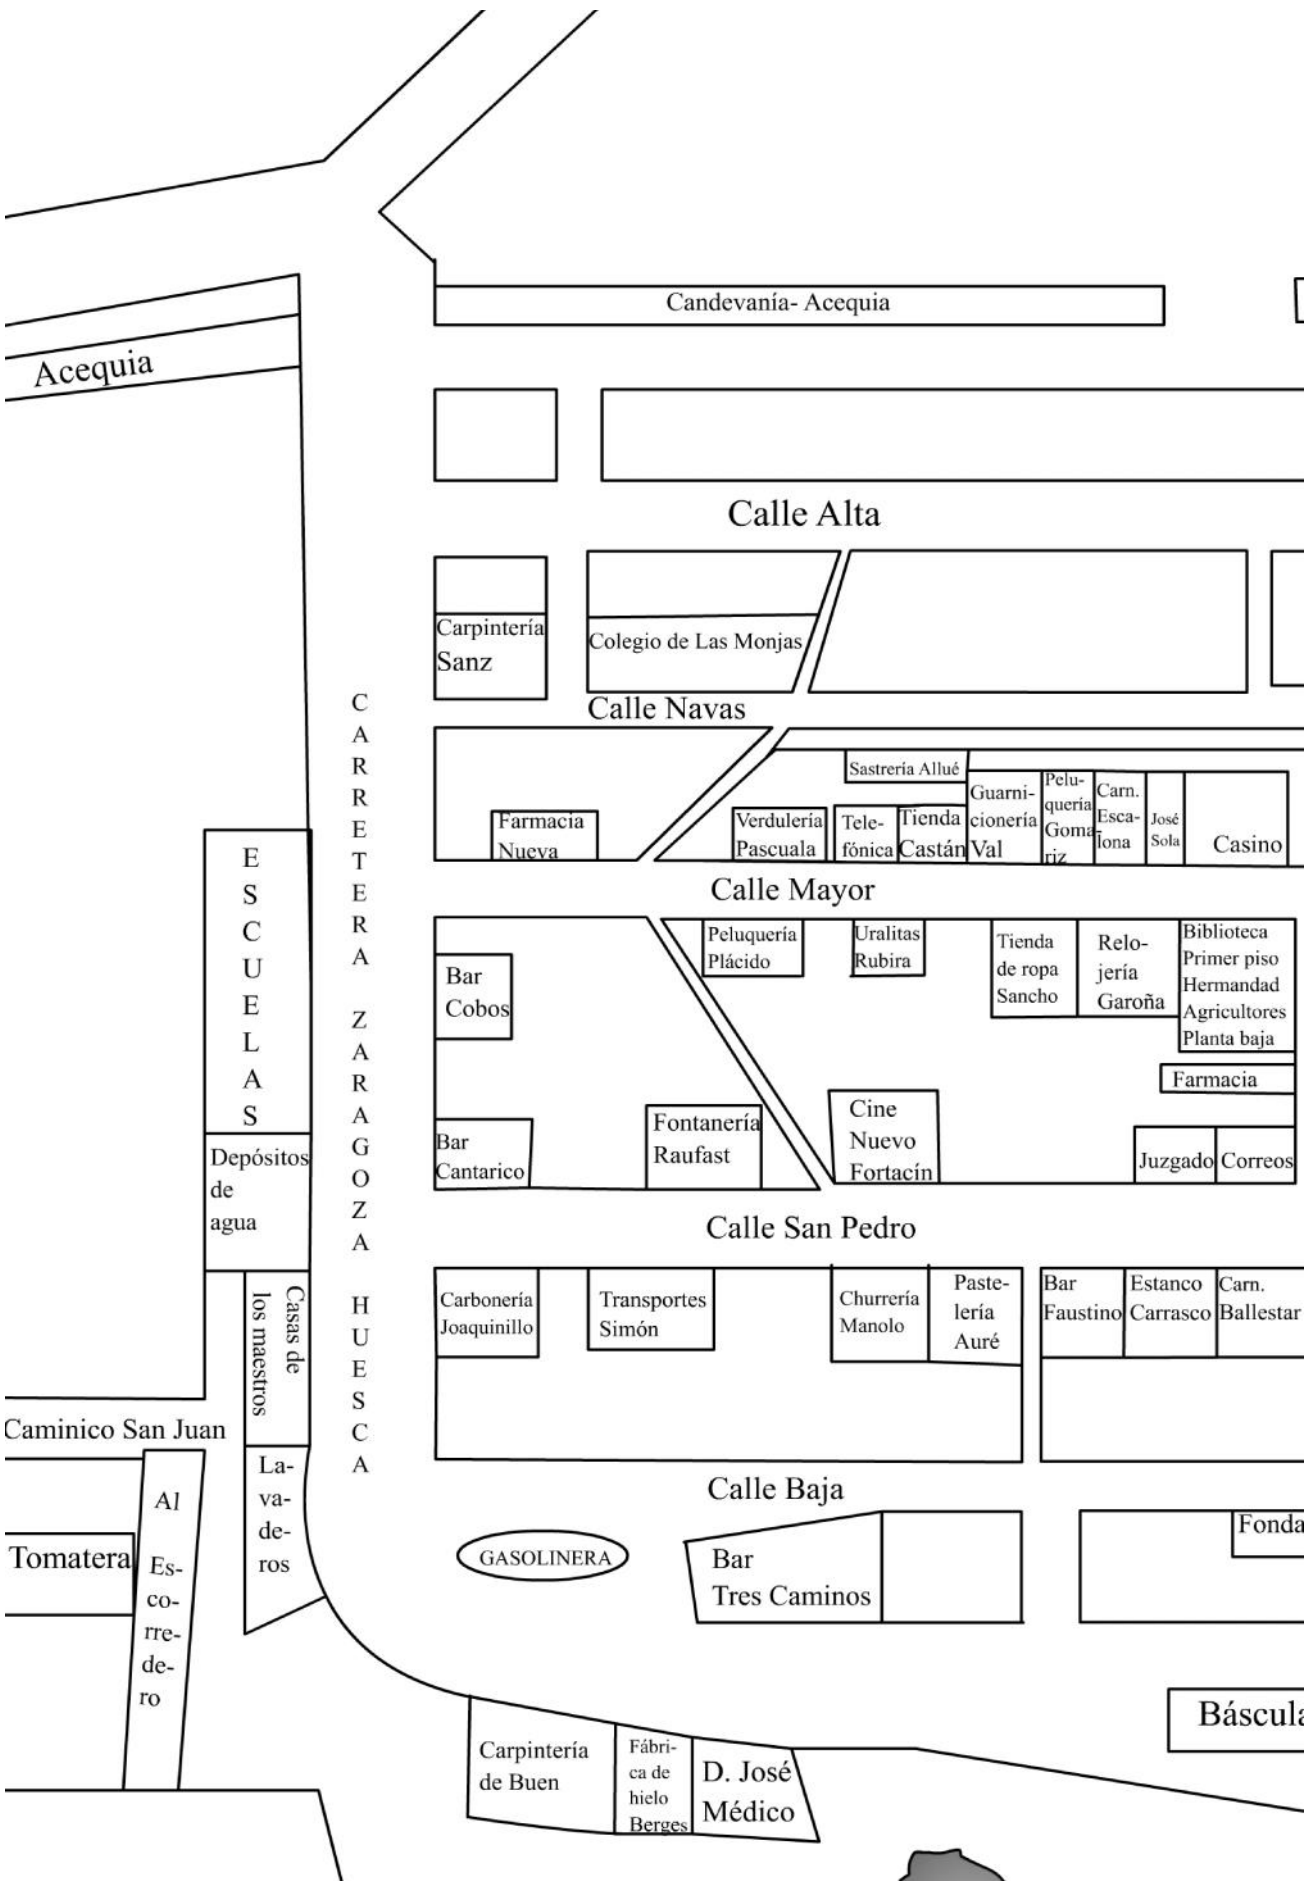 Candevanía- Acequia
Acequia
Calle Alta
Carpintería
Sanz
Colegio de Las Monjas
Calle Navas
CARRETERA ZARAGOZA HUESCA
Sastrería Allué
Farmacia
Nueva
Verdulería
Pascuala
Tele-
fónica
Tienda
Castán
Guarni-
cionería
Val
Pelu-
quería
Goma-
riz
Carn.
Esca-
lona
José
Sola
Casino
Calle Mayor
ESCUELAS
Bar
Cobos
Peluquería
Plácido
Uralitas
Rubira
Tienda
de ropa
Sancho
Relo-
jería
Garoña
Biblioteca
Primer piso
Hermandad
Agricultores
Planta baja
Farmacia
Bar
Cantarico
Fontanería
Raufast
Cine
Nuevo
Fortacín
Juzgado
Correos
Depósitos
de
agua
Calle San Pedro
Casas de
los maestros
Carbonería
Joaquinillo
Transportes
Simón
Churrería
Manolo
Paste-
lería
Auré
Bar
Faustino
Estanco
Carrasco
Carn.
Ballestar
Caminico San Juan
La-
va-
de-
ros
Calle Baja
Al
Es-
co-
rre-
de-
ro
Tomatera
GASOLINERA
Bar
Tres Caminos
Fonda
Báscula
Carpintería
de Buen
Fábri-
ca de
hielo
Berges
D. José
Médico